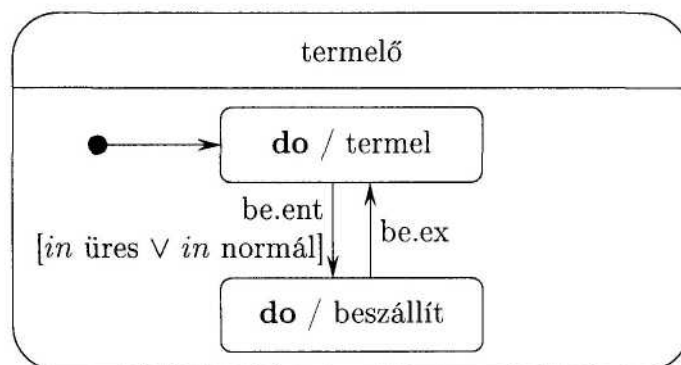 termelő
do / termel
be.ent
be.ex
[in üres ∨ in normál]
do / beszállít